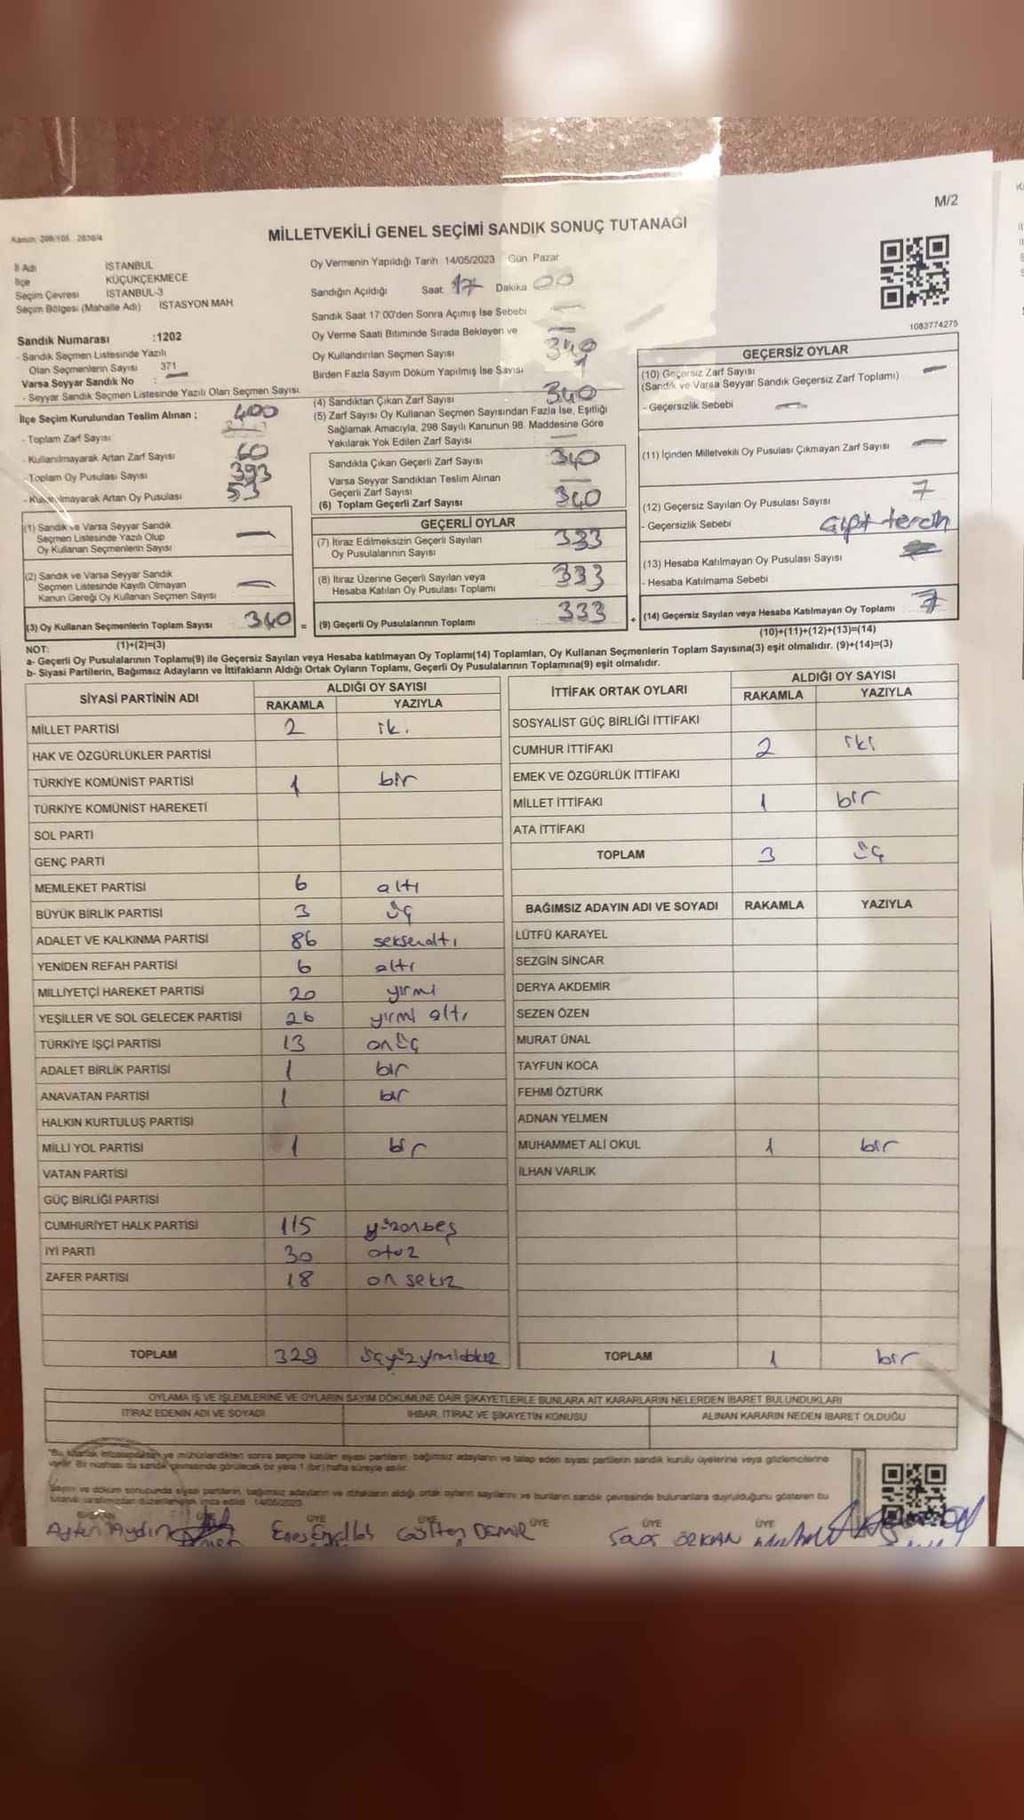 M/2
MİLLETVEKİLİ GENEL SEÇİMİ SANDIK SONUÇ TUTANAĞI
İl Adı İSTANBUL
İlçe KÜÇÜKÇEKMECE
Seçim Çevresi İSTANBUL-3
Seçim Bölgesi (Mahalle Adı) İSTASYON MAH
Sandık Numarası :1202
- Sandık Seçmen Listesinde Yazılı
Olan Seçmenlerin Sayısı 371
Varsa Seyyar Sandık No :
- Seyyar Sandık Seçmen Listesinde Yazılı Olan Seçmen Sayısı
İlçe Seçim Kurulundan Teslim Alınan ; 400
- Toplam Zarf Sayısı
- Kullanılmayarak Artan Zarf Sayısı 60
- Toplam Oy Pusulası Sayısı 393
- Kullanılmayarak Artan Oy Pusulası 53
(1) Sandık ve Varsa Seyyar Sandık
Seçmen Listesinde Yazılı Olup
Oy Kullanan Seçmenlerin Sayısı
(2) Sandık ve Varsa Seyyar Sandık
Seçmen Listesinde Kayıtlı Olmayan
Kanun Gereği Oy Kullanan Seçmen Sayısı
(3) Oy Kullanan Seçmenlerin Toplam Sayısı 340 =
(1)+(2)=(3)
Oy Vermenin Yapıldığı Tarih 14/05/2023 Gün Pazar
Sandığın Açıldığı Saat 17 Dakika 00
Sandık Saat 17:00'den Sonra Açımış İse Sebebi
Oy Verme Saati Bitiminde Sırada Bekleyen ve
Oy Kullandırılan Seçmen Sayısı 340
Birden Fazla Sayım Döküm Yapılmış İse Sayısı 1
(4) Sandıktan Çıkan Zarf Sayısı 340
(5) Zarf Sayısı Oy Kullanan Seçmen Sayısından Fazla İse, Eşitliği
Sağlamak Amacıyla, 298 Sayılı Kanunun 98. Maddesine Göre
Yakılarak Yok Edilen Zarf Sayısı
Sandıkta Çıkan Geçerli Zarf Sayısı 340
Varsa Seyyar Sandıktan Teslim Alınan
Geçerli Zarf Sayısı
(6) Toplam Geçerli Zarf Sayısı 340
GEÇERLİ OYLAR
(7) İtiraz Edilmeksizin Geçerli Sayılan
Oy Pusulalarının Sayısı 333
(8) İtiraz Üzerine Geçerli Sayılan veya
Hesaba Katılan Oy Pusulası Toplamı 333
(9) Geçerli Oy Pusulalarının Toplamı 333 +
1083774275
GEÇERSİZ OYLAR
(10) Geçersiz Zarf Sayısı
(Sandık ve Varsa Seyyar Sandık Geçersiz Zarf Toplamı)
- Geçersizlik Sebebi
(11) İçinden Milletvekili Oy Pusulası Çıkmayan Zarf Sayısı
(12) Geçersiz Sayılan Oy Pusulası Sayısı 7
- Geçersizlik Sebebi çift tercih
(13) Hesaba Katılmayan Oy Pusulası Sayısı
- Hesaba Katılmama Sebebi
(14) Geçersiz Sayılan veya Hesaba Katılmayan Oy Toplamı 7
(10)+(11)+(12)+(13)=(14)
NOT:
a- Geçerli Oy Pusulalarının Toplamı(9) ile Geçersiz Sayılan veya Hesaba katılmayan Oy Toplamı(14) Toplamları, Oy Kullanan Seçmenlerin Toplam Sayısına(3) eşit olmalıdır. (9)+(14)=(3)
b- Siyasi Partilerin, Bağımsız Adayların ve İttifakların Aldığı Ortak Oyların Toplamı, Geçerli Oy Pusulalarının Toplamına(9) eşit olmalıdır.
SİYASİ PARTİNİN ADI ALDIĞI OY SAYISI
RAKAMLA YAZIYLA
MİLLET PARTİSİ 2 iki
HAK VE ÖZGÜRLÜKLER PARTİSİ
TÜRKİYE KOMÜNİST PARTİSİ 1 bir
TÜRKİYE KOMÜNİST HAREKETİ
SOL PARTİ
GENÇ PARTİ
MEMLEKET PARTİSİ 6 altı
BÜYÜK BİRLİK PARTİSİ 3 üç
ADALET VE KALKINMA PARTİSİ 86 seksenaltı
YENİDEN REFAH PARTİSİ 6 altı
MİLLİYETÇİ HAREKET PARTİSİ 20 yirmi
YEŞİLLER VE SOL GELECEK PARTİSİ 26 yirmi altı
TÜRKİYE İŞÇİ PARTİSİ 13 onüç
ADALET BİRLİK PARTİSİ 1 bir
ANAVATAN PARTİSİ 1 bir
HALKIN KURTULUŞ PARTİSİ
MİLLİ YOL PARTİSİ 1 bir
VATAN PARTİSİ
GÜÇ BİRLİĞİ PARTİSİ
CUMHURİYET HALK PARTİSİ 115 yüzonbeş
İYİ PARTİ 30 otuz
ZAFER PARTİSİ 18 on sekiz
TOPLAM 329
İTTİFAK ORTAK OYLARI ALDIĞI OY SAYISI
RAKAMLA YAZIYLA
SOSYALİST GÜÇ BİRLİĞİ İTTİFAKI
CUMHUR İTTİFAKI 2 iki
EMEK VE ÖZGÜRLÜK İTTİFAKI
MİLLET İTTİFAKI 1 bir
ATA İTTİFAKI
TOPLAM 3 üç
BAĞIMSIZ ADAYIN ADI VE SOYADI RAKAMLA YAZIYLA
LÜTFÜ KARAYEL
SEZGİN SİNCAR
DERYA AKDEMİR
SEZEN ÖZEN
MURAT ÜNAL
TAYFUN KOCA
FEHMİ ÖZTÜRK
ADNAN YELMEN
MUHAMMET ALİ OKUL 1 bir
İLHAN VARLIK
TOPLAM 1 bir
OYLAMA İŞ VE İŞLEMLERİNE VE OYLARIN SAYIM DÖKÜMÜNE DAİR ŞİKAYETLERLE BUNLARA AİT KARARLARIN NELERDEN İBARET BULUNDUKLARI
İTİRAZ EDENİN ADI VE SOYADI İHBAR, İTİRAZ VE ŞİKAYETİN KONUSU ALINAN KARARIN NEDEN İBARET OLDUĞU
ÜYE ÜYE ÜYE ÜYE
Ayten Aydın Gülten DEMİR ÖZKAN